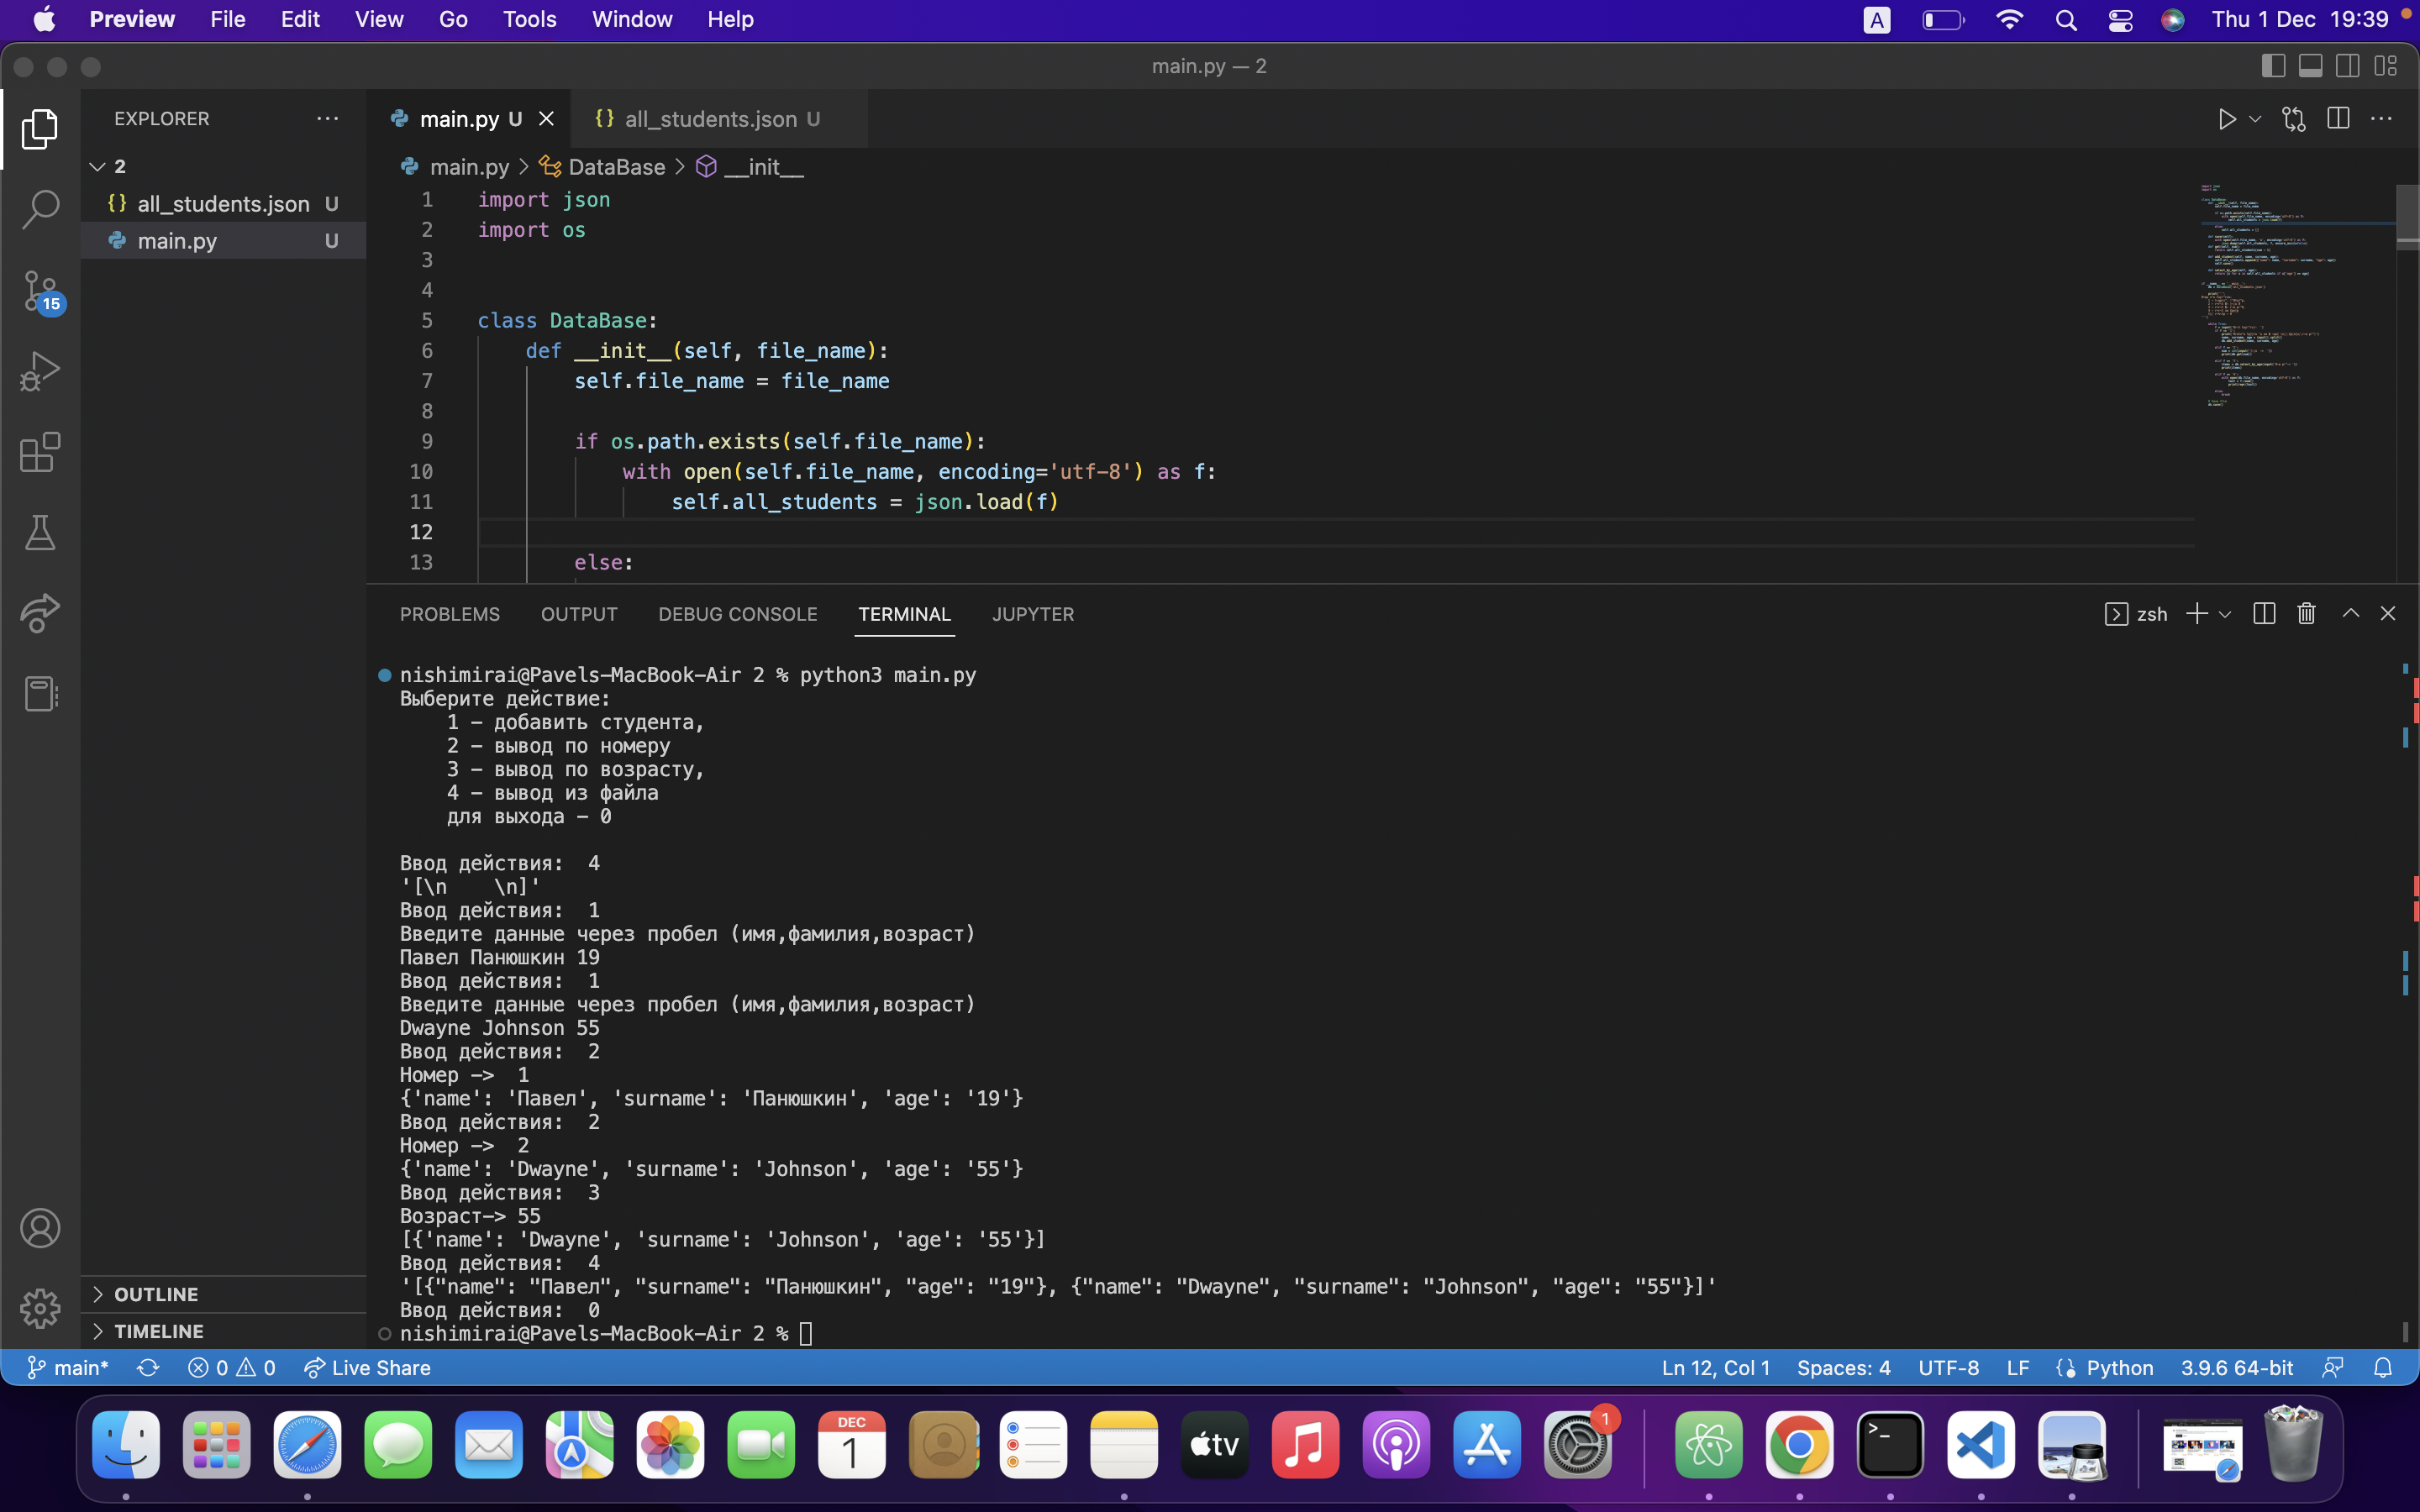 Preview File Edit View Go Tools Window Help
A
Thu 1 Dec 19:39
main.py — 2
EXPLORER
main.py U
{} all_students.json U
2
{} all_students.json U
main.py U
main.py > DataBase > __init__
15
1 import json
2 import os
3
4
5 class DataBase:
6 def __init__(self, file_name):
7 self.file_name = file_name
8
9 if os.path.exists(self.file_name):
10 with open(self.file_name, encoding='utf-8') as f:
11 self.all_students = json.load(f)
12
13 else:
PROBLEMS OUTPUT DEBUG CONSOLE TERMINAL JUPYTER
zsh
nishimirai@Pavels-MacBook-Air 2 % python3 main.py
Выберите действие:
1 - добавить студента,
2 - вывод по номеру
3 - вывод по возрасту,
4 - вывод из файла
для выхода - 0
Ввод действия: 4
'[\n    \n]'
Ввод действия: 1
Введите данные через пробел (имя,фамилия,возраст)
Павел Панюшкин 19
Ввод действия: 1
Введите данные через пробел (имя,фамилия,возраст)
Dwayne Johnson 55
Ввод действия: 2
Номер -> 1
{'name': 'Павел', 'surname': 'Панюшкин', 'age': '19'}
Ввод действия: 2
Номер -> 2
{'name': 'Dwayne', 'surname': 'Johnson', 'age': '55'}
Ввод действия: 3
Возраст-> 55
[{'name': 'Dwayne', 'surname': 'Johnson', 'age': '55'}]
Ввод действия: 4
'[{"name": "Павел", "surname": "Панюшкин", "age": "19"}, {"name": "Dwayne", "surname": "Johnson", "age": "55"}]'
Ввод действия: 0
nishimirai@Pavels-MacBook-Air 2 %
OUTLINE
TIMELINE
main* 0 0 Live Share
Ln 12, Col 1 Spaces: 4 UTF-8 LF Python 3.9.6 64-bit
DEC
1
tv
1